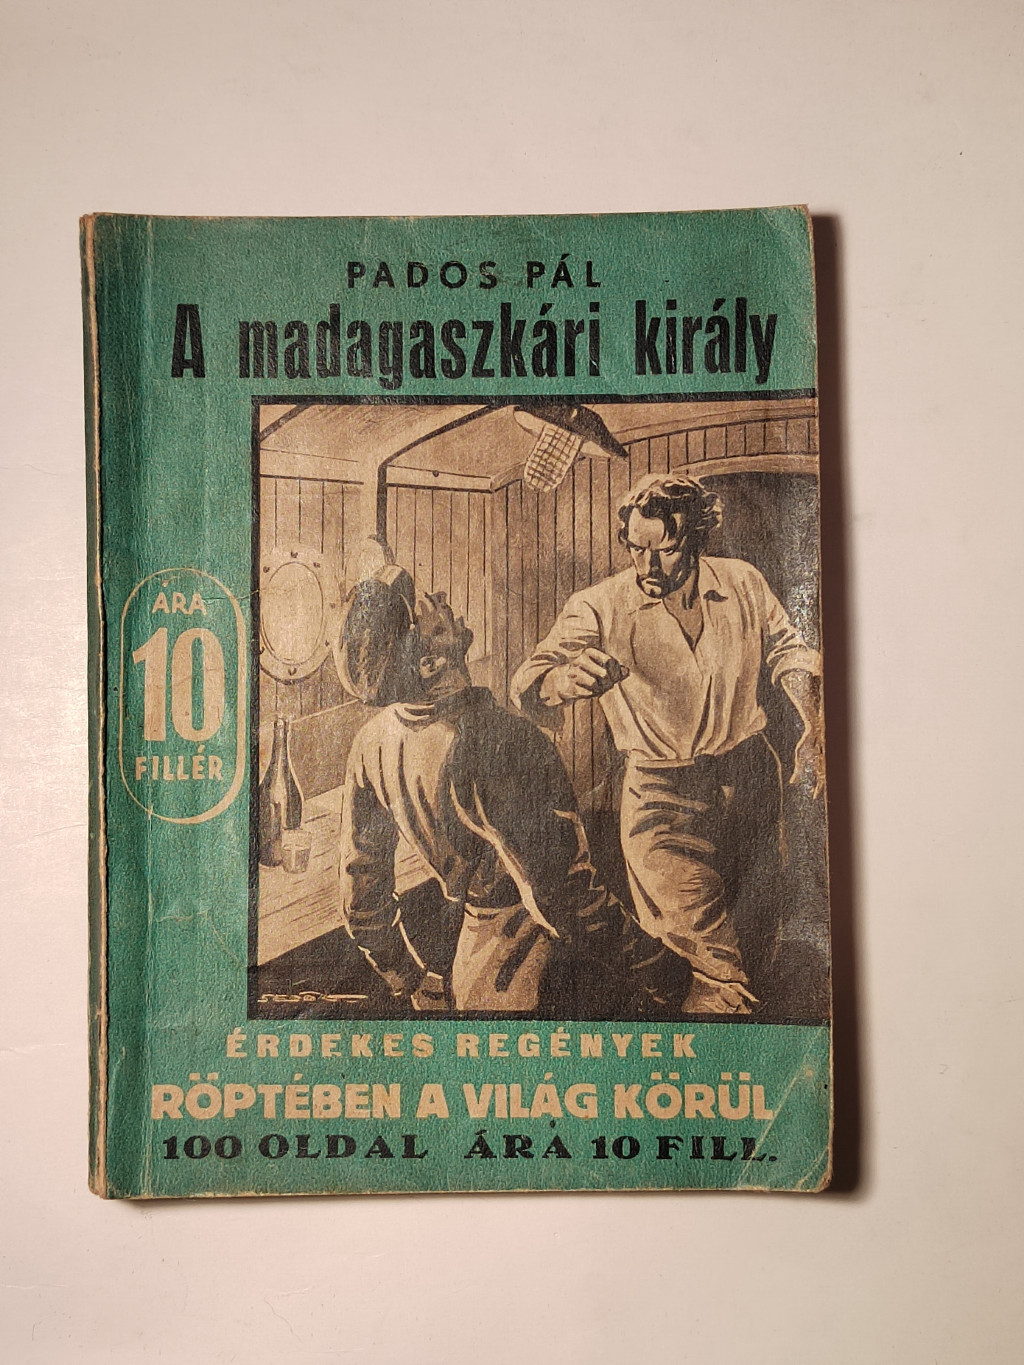 PADOS PÁL
A madagaszkári király
ÁRA
10
FILLÉR
ÉRDEKES REGÉNYEK
RÖPTÉBEN A VILÁG KÖRÜL
100 OLDAL ÁRA 10 FILL.